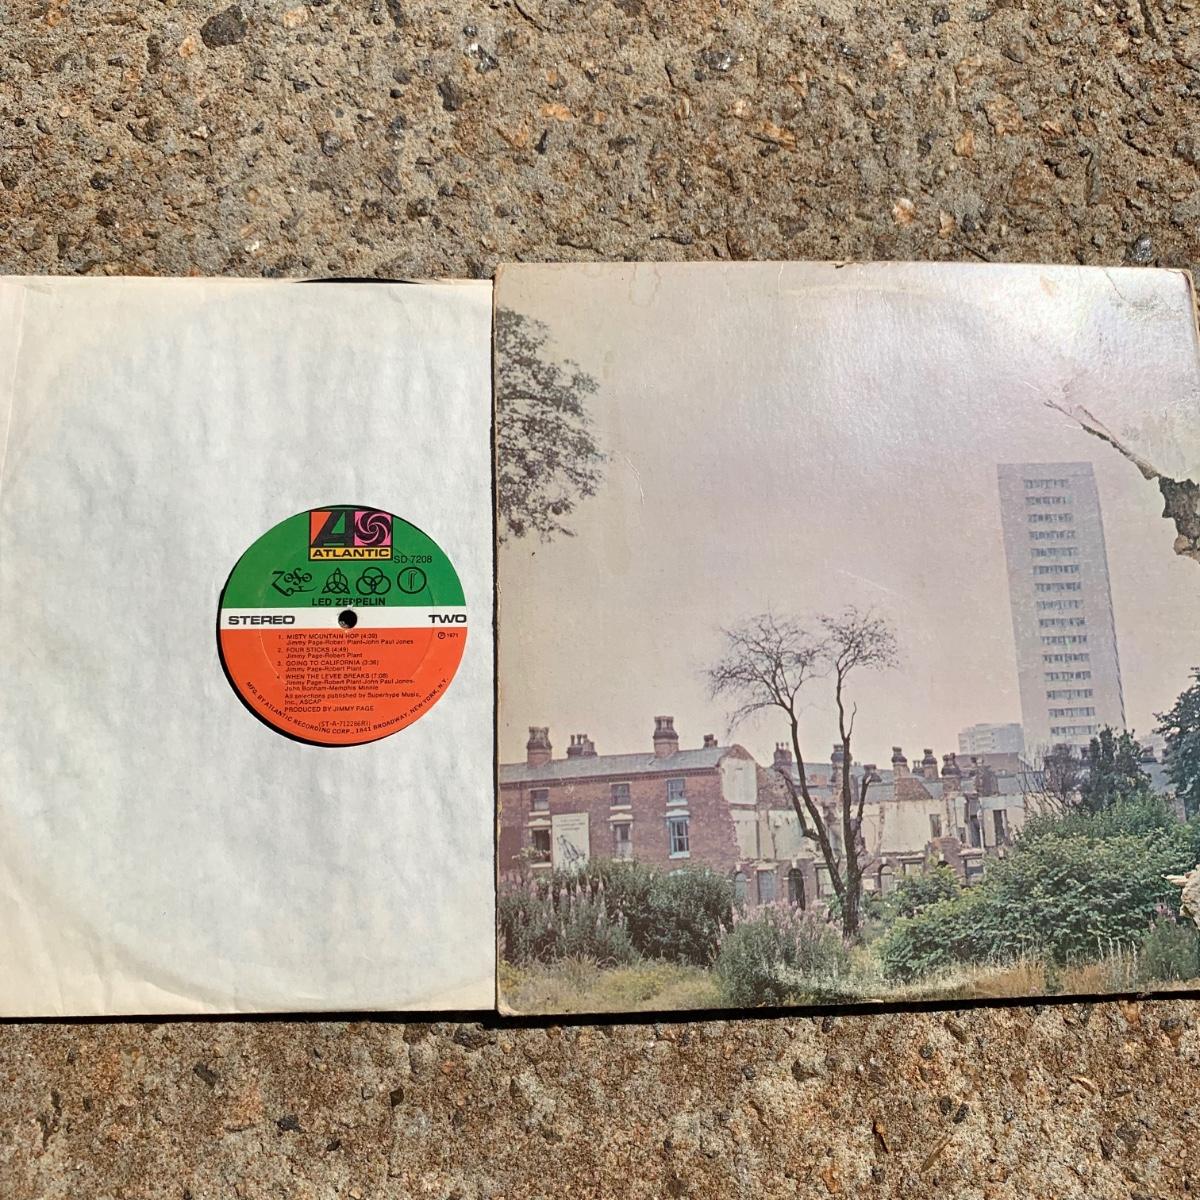 ATLANTIC
SD 7208
LED ZEPPELIN
STEREO
TWO
℗ 1971
1. MISTY MOUNTAIN HOP (4:39)
Jimmy Page-Robert Plant-John Paul Jones
2. FOUR STICKS (4:49)
Jimmy Page-Robert Plant
3. GOING TO CALIFORNIA (3:36)
Jimmy Page-Robert Plant
4. WHEN THE LEVEE BREAKS (7:08)
Jimmy Page-Robert Plant-John Paul Jones-
John Bonham-Memphis Minnie
All selections published by Superhype Music,
Inc., ASCAP
PRODUCED BY JIMMY PAGE
(ST-A-712286RI)
MFG. BY ATLANTIC RECORDING CORP., 1841 BROADWAY, NEW YORK, N.Y.